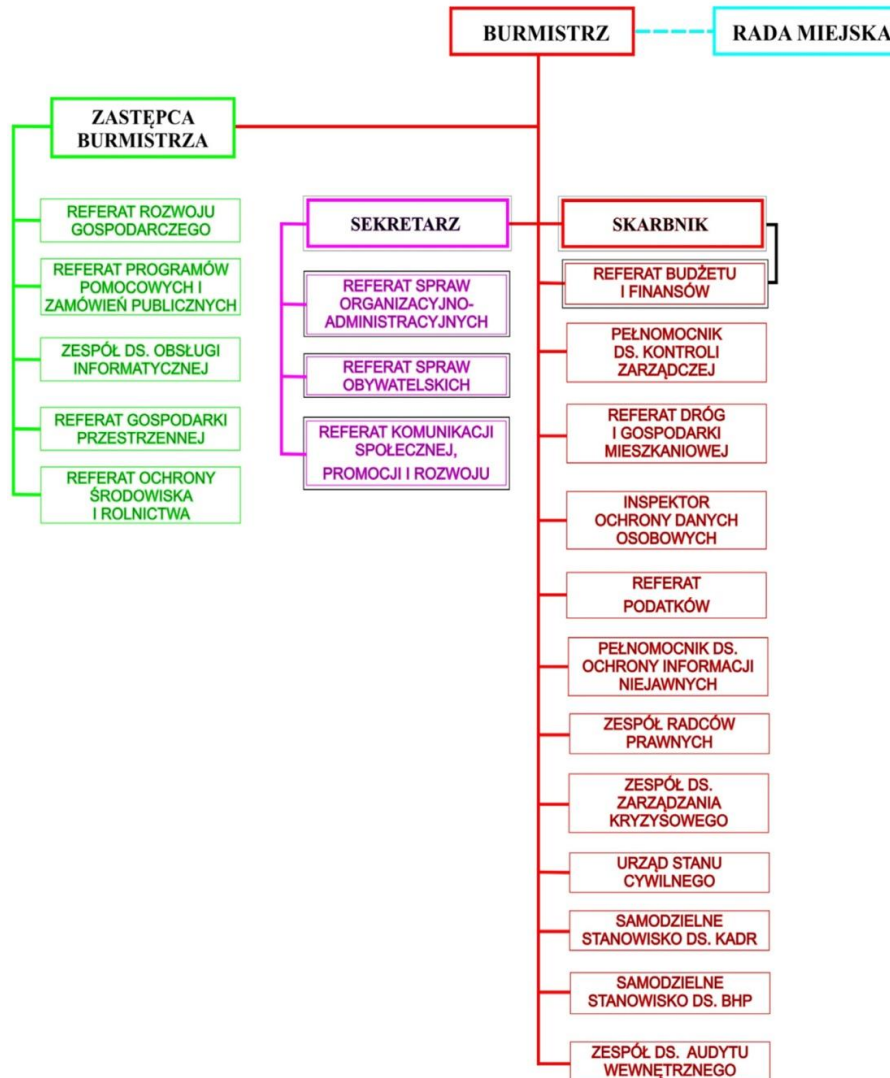 BURMISTRZ
RADA MIEJSKA
ZASTĘPCA
BURMISTRZA
REFERAT ROZWOJU
GOSPODARCZEGO
REFERAT PROGRAMÓW
POMOCOWYCH I
ZAMÓWIEŃ PUBLICZNYCH
ZESPÓŁ DS. OBSŁUGI
INFORMATYCZNEJ
REFERAT GOSPODARKI
PRZESTRZENNEJ
REFERAT OCHRONY
ŚRODOWISKA
I ROLNICTWA
SEKRETARZ
REFERAT SPRAW
ORGANIZACYJNO-
ADMINISTRACYJNYCH
REFERAT SPRAW
OBYWATELSKICH
REFERAT KOMUNIKACJI
SPOŁECZNEJ,
PROMOCJI I ROZWOJU
SKARBNIK
REFERAT BUDŻETU
I FINANSÓW
PEŁNOMOCNIK
DS. KONTROLI
ZARZĄDCZEJ
REFERAT DRÓG
I GOSPODARKI
MIESZKANIOWEJ
INSPEKTOR
OCHRONY DANYCH
OSOBOWYCH
REFERAT
PODATKÓW
PEŁNOMOCNIK DS.
OCHRONY INFORMACJI
NIEJAWNYCH
ZESPÓŁ RADCÓW
PRAWNYCH
ZESPÓŁ DS.
ZARZĄDZANIA
KRYZYSOWEGO
URZĄD STANU
CYWILNEGO
SAMODZIELNE
STANOWISKO DS. KADR
SAMODZIELNE
STANOWISKO DS. BHP
ZESPÓŁ DS. AUDYTU
WEWNĘTRZNEGO